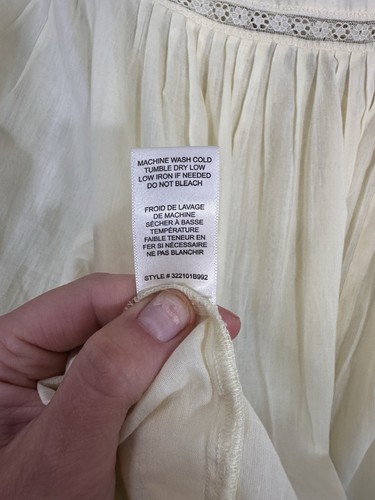 MACHINE WASH COLD
TUMBLE DRY LOW
LOW IRON IF NEEDED
DO NOT BLEACH
FROID DE LAVAGE
DE MACHINE
SÉCHER À BASSE
TEMPÉRATURE
FAIBLE TENEUR EN
FER SI NÉCESSAIRE
NE PAS BLANCHIR
STYLE # 322101B992